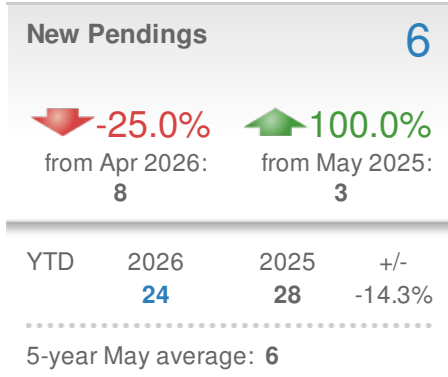 New Pendings 6
-25.0% 100.0%
from Apr 2026: from May 2025:
8 3
YTD 2026 2025 +/-
24 28 -14.3%
5-year May average: 6